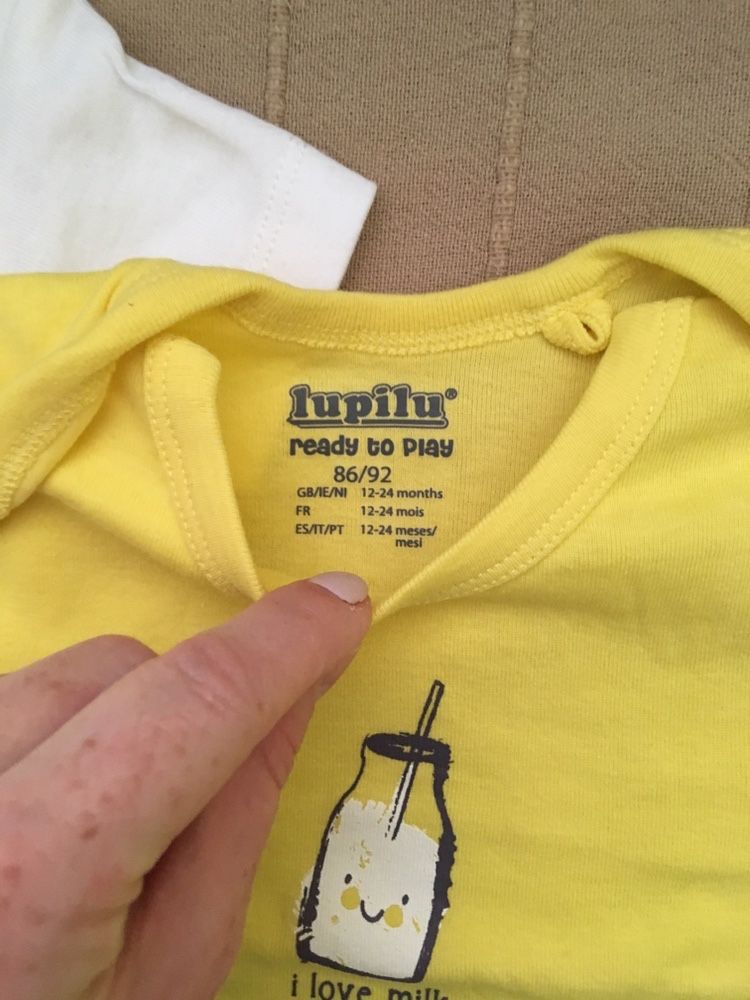 lupilu®
ready to play
86/92
GB/IE/NI 12-24 months
FR 12-24 mois
ES/IT/PT 12-24 meses/
mesi
i love milk